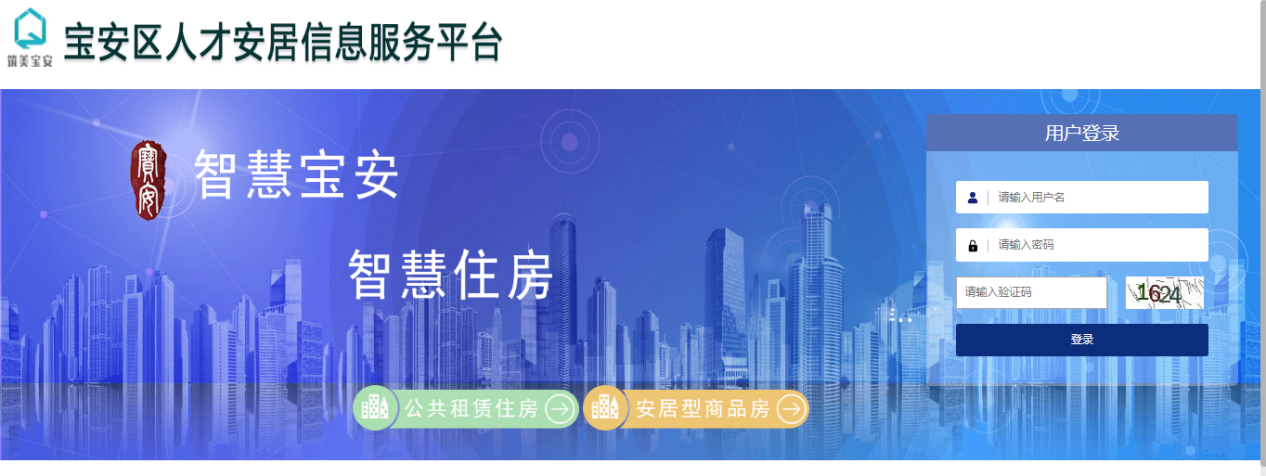 筑美宝安
宝安区人才安居信息服务平台
寶安
智慧宝安
智慧住房
公共租赁住房
安居型商品房
用户登录
请输入用户名
请输入密码
请输入验证码
1624
登录